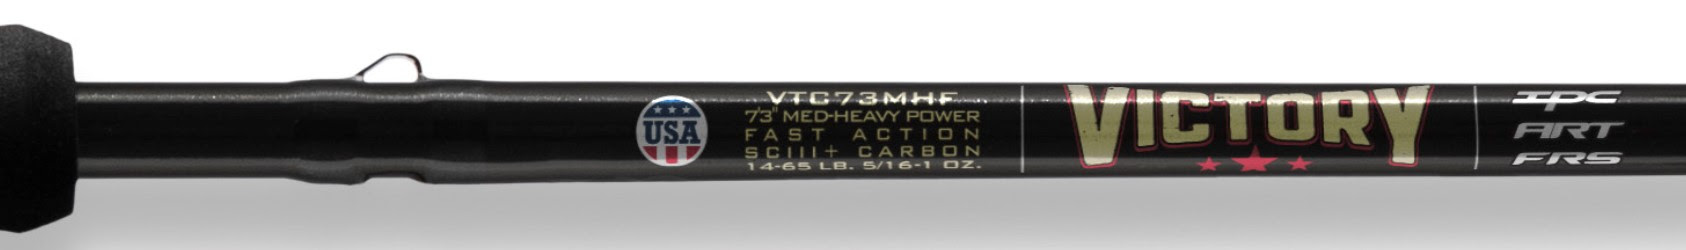 USA
VTC73MHF
7'3" MED-HEAVY POWER
FAST ACTION
SCIII+ CARBON
14-65 LB. 5/16-1 OZ.
VICTORY
IPC
ART
FRS